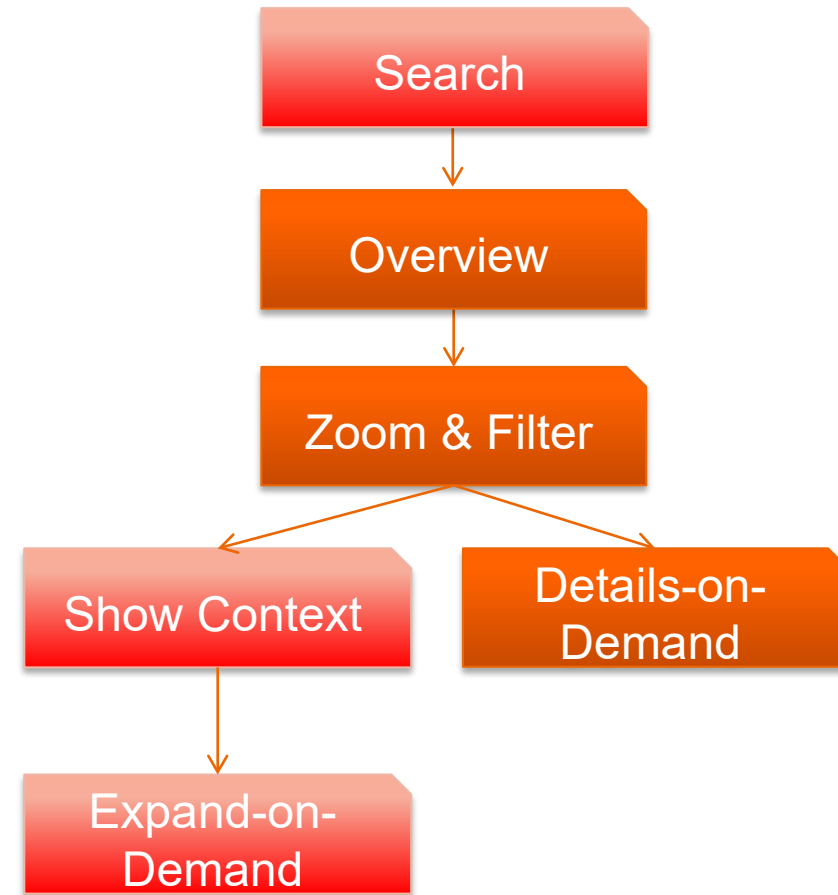 Search
Overview
Zoom & Filter
Show Context
Details-on-
Demand
Expand-on-
Demand